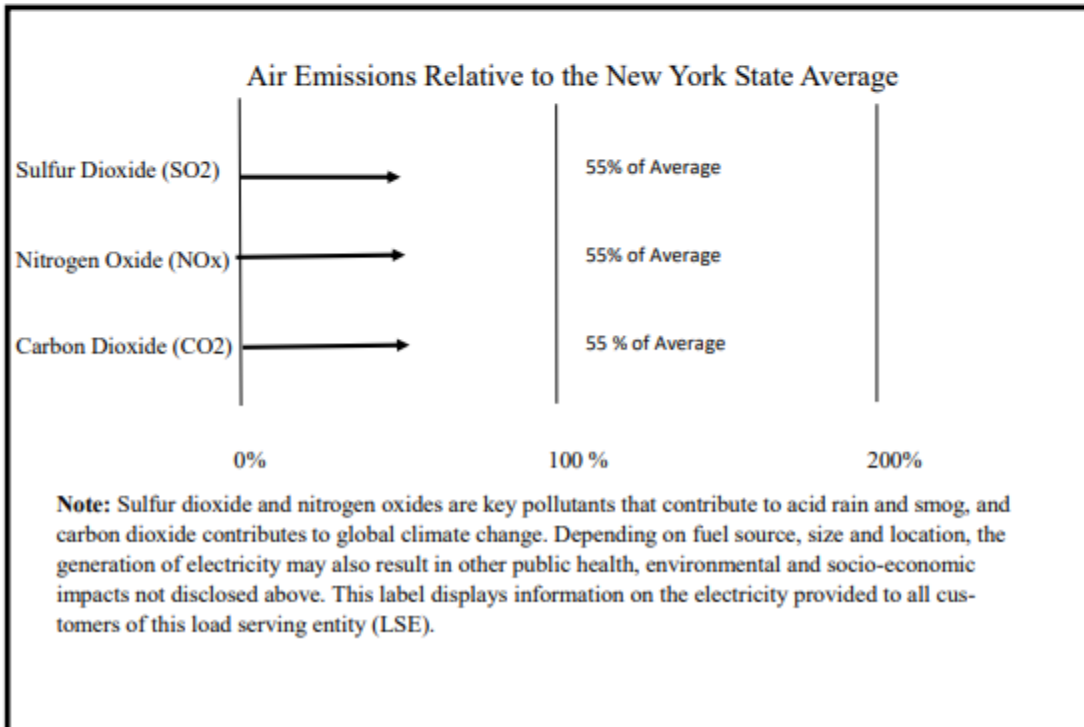 Air Emissions Relative to the New York State Average
Sulfur Dioxide (SO2) 55% of Average
Nitrogen Oxide (NOx) 55% of Average
Carbon Dioxide (CO2) 55 % of Average
0% 100 % 200%
Note: Sulfur dioxide and nitrogen oxides are key pollutants that contribute to acid rain and smog, and
carbon dioxide contributes to global climate change. Depending on fuel source, size and location, the
generation of electricity may also result in other public health, environmental and socio-economic
impacts not disclosed above. This label displays information on the electricity provided to all cus-
tomers of this load serving entity (LSE).